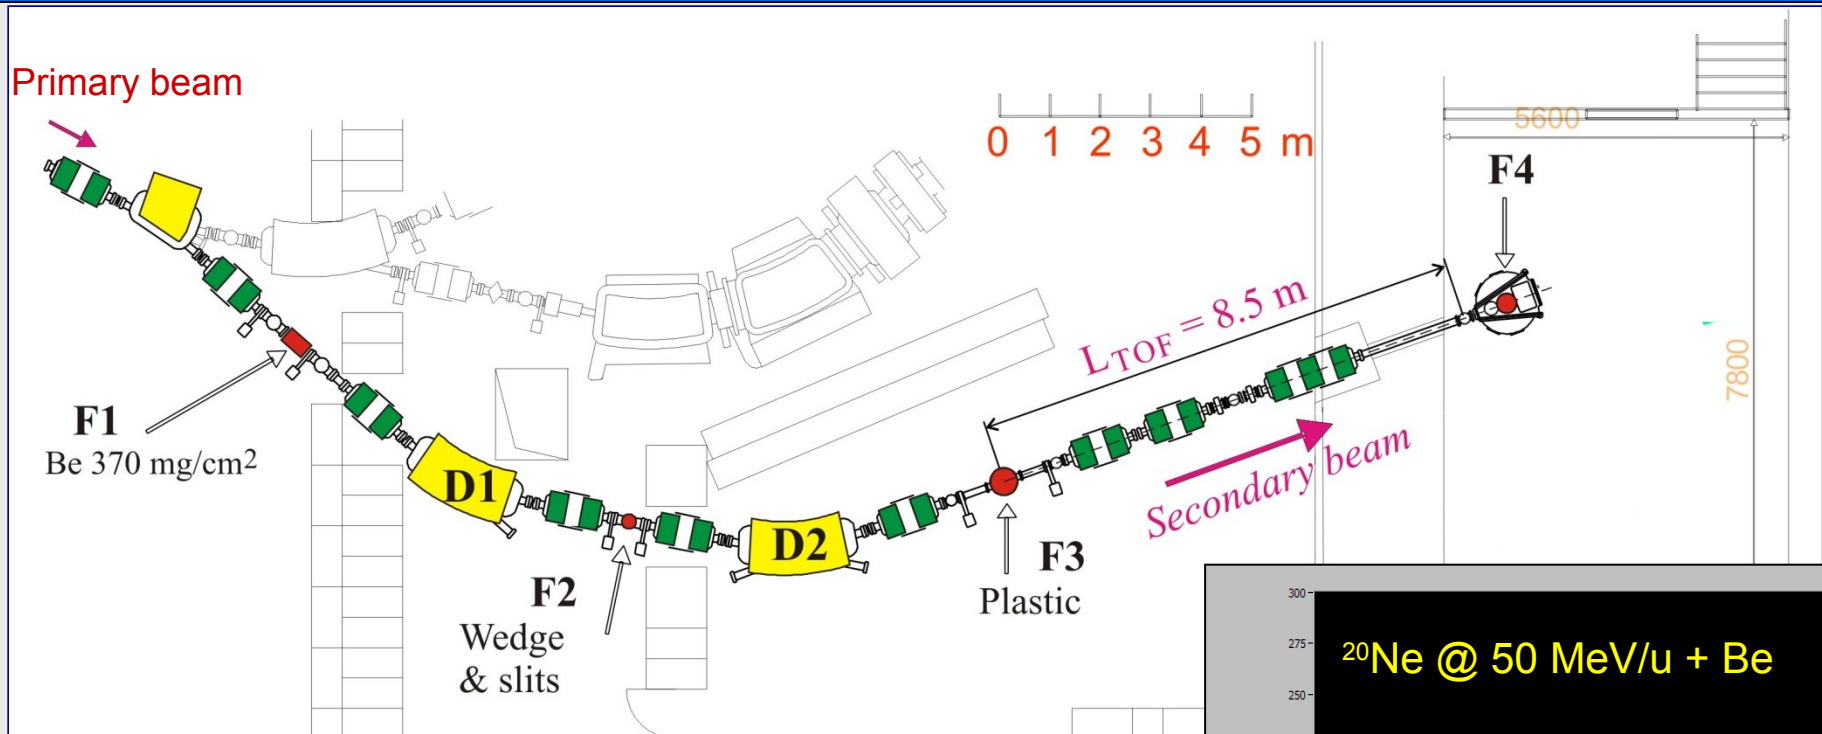 Primary beam
0 1 2 3 4 5 m
5600
F4
L_TOF = 8.5 m
7800
F1
Be 370 mg/cm²
D1
Secondary beam
D2
F3
Plastic
F2
Wedge
& slits
300
275
250
²⁰Ne @ 50 MeV/u + Be